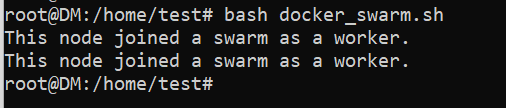 root@DM:/home/test# bash docker_swarm.sh
This node joined a swarm as a worker.
This node joined a swarm as a worker.
root@DM:/home/test#